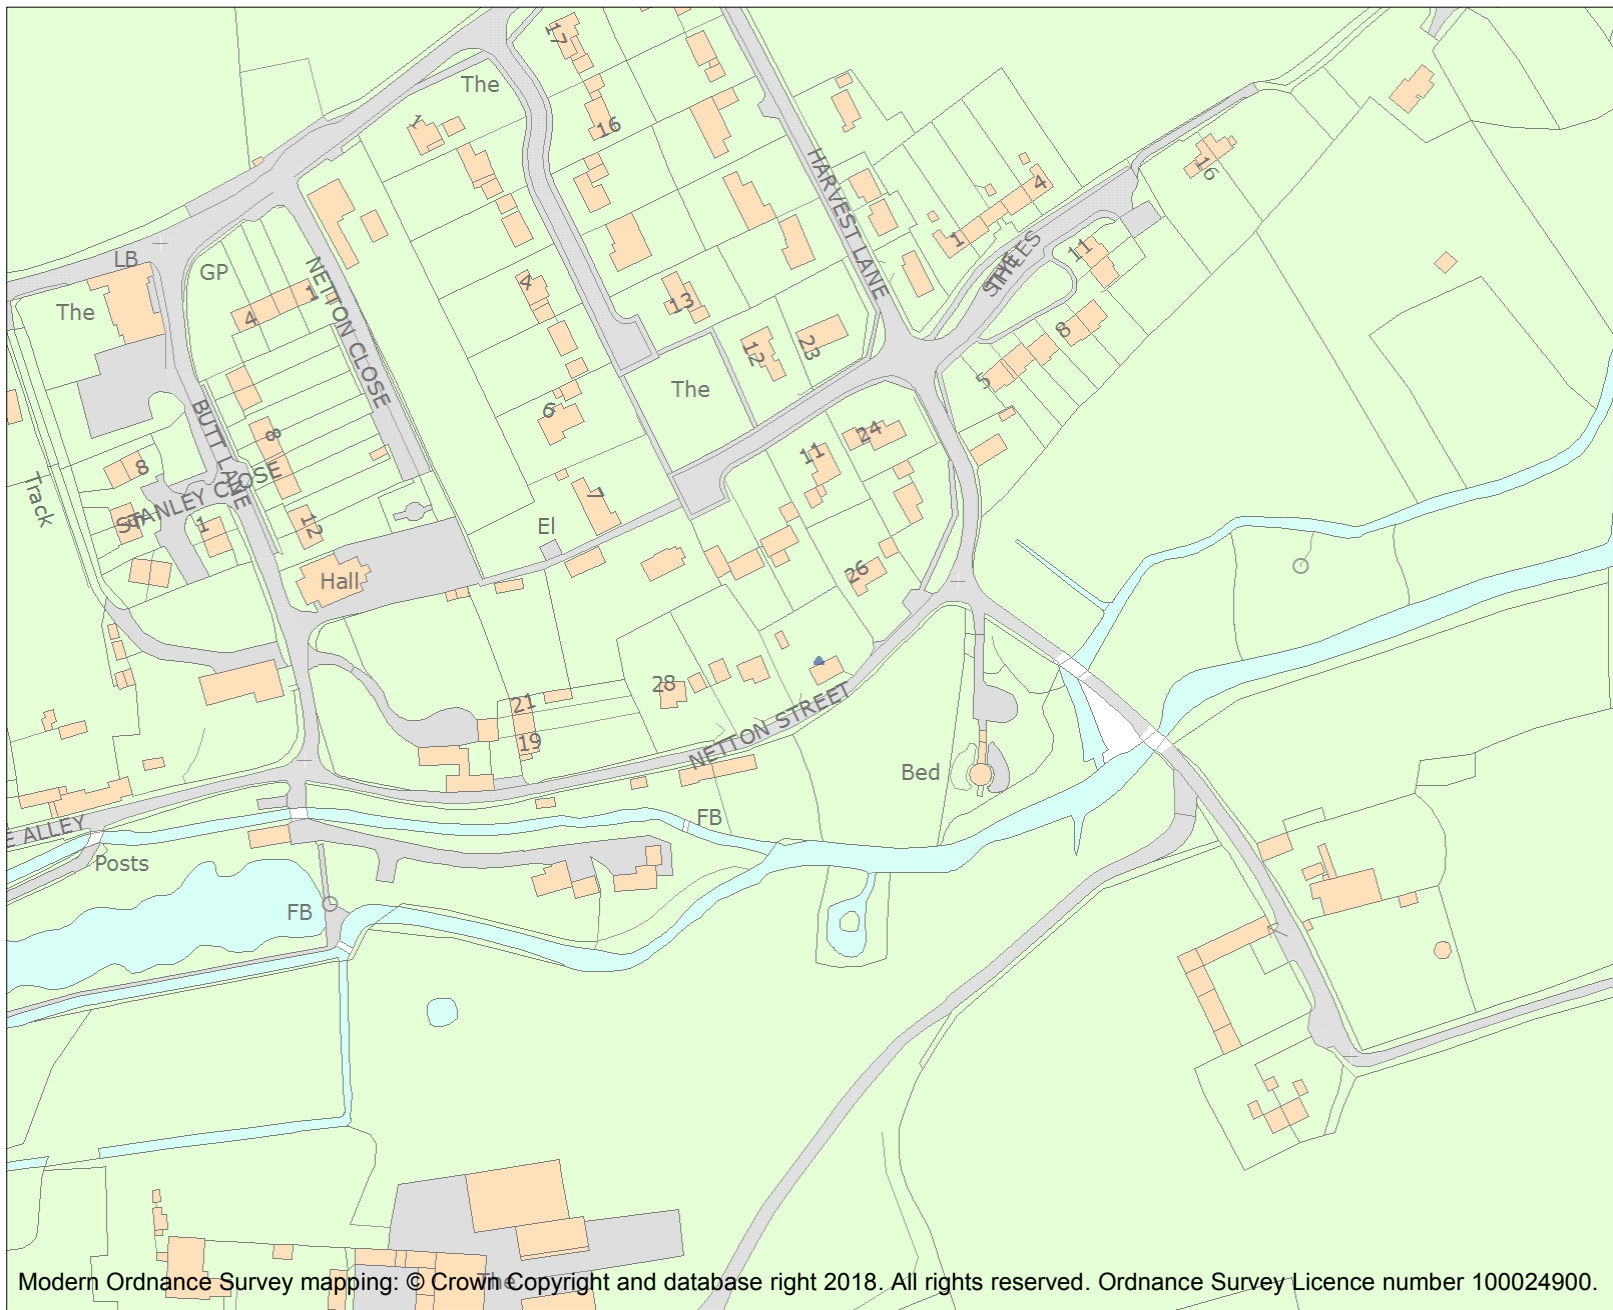 17
The
1
16
HARVEST LANE
4
16
1
THE
STILES
11
LB
GP
NETTON CLOSE
The
4
1
4
13
12
23
8
5
The
6
BUTT LANE
8
24
11
8
STANLEY CLOSE
Track
7
1
12
El
Hall
26
28
21
19
NETTON STREET
Bed
FB
E ALLEY
Posts
FB
The
Modern Ordnance Survey mapping: © Crown Copyright and database right 2018. All rights reserved. Ordnance Survey Licence number 100024900.